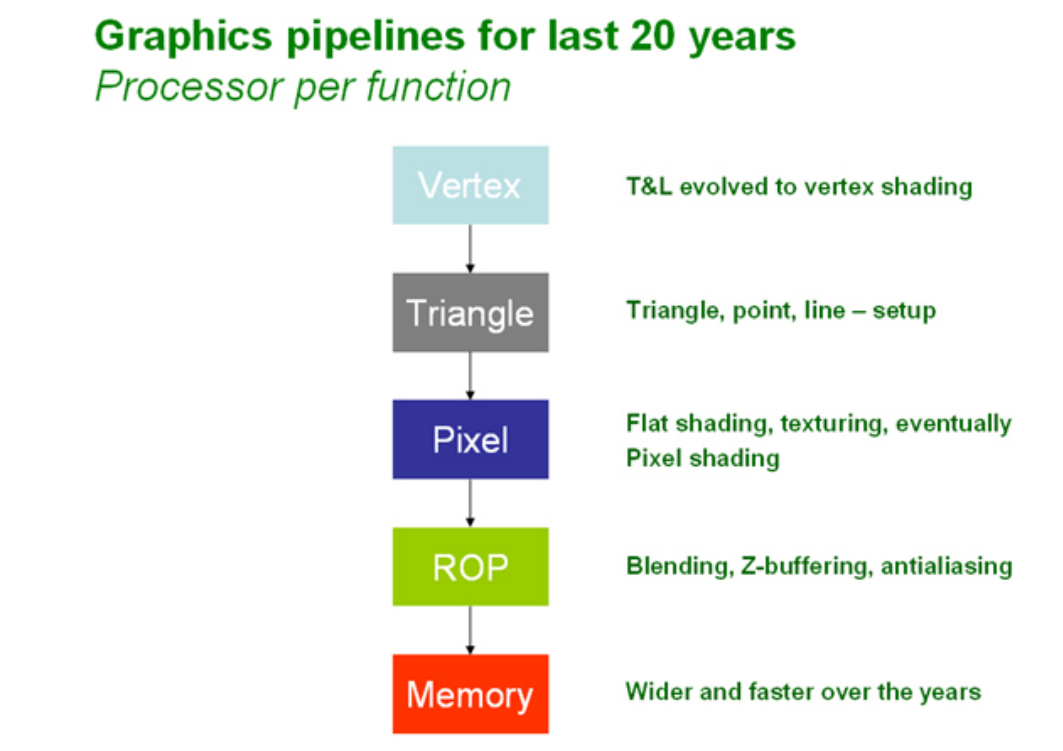 Graphics pipelines for last 20 years
Processor per function
Vertex
T&L evolved to vertex shading
Triangle
Triangle, point, line – setup
Pixel
Flat shading, texturing, eventually
Pixel shading
ROP
Blending, Z-buffering, antialiasing
Memory
Wider and faster over the years